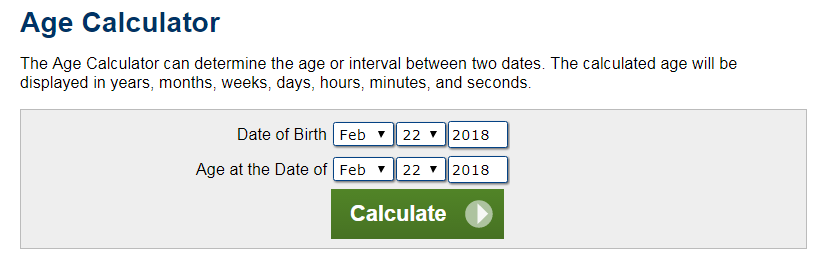 Age Calculator
The Age Calculator can determine the age or interval between two dates. The calculated age will be
displayed in years, months, weeks, days, hours, minutes, and seconds.
Date of Birth Feb 22 2018
Age at the Date of Feb 22 2018
Calculate